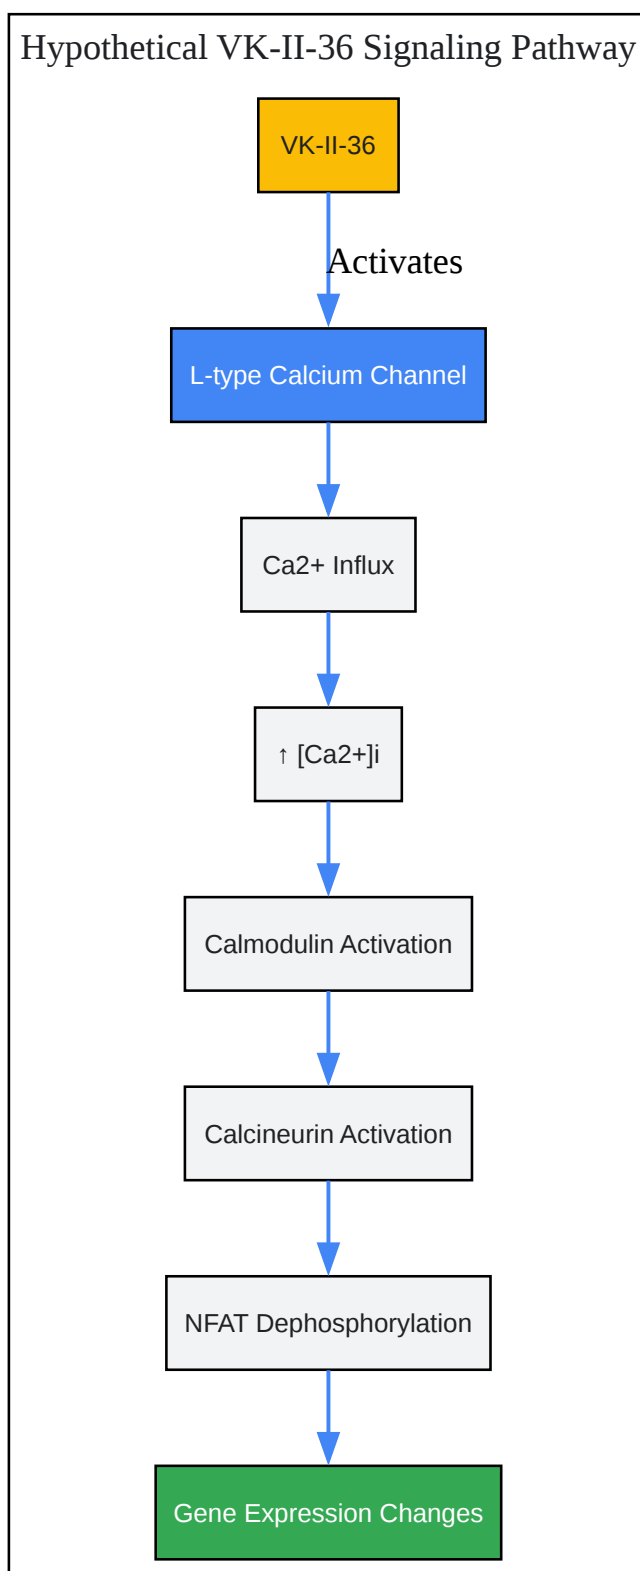 Hypothetical VK-II-36 Signaling Pathway
VK-II-36
Activates
L-type Calcium Channel
Ca2+ Influx
↑ [Ca2+]i
Calmodulin Activation
Calcineurin Activation
NFAT Dephosphorylation
Gene Expression Changes